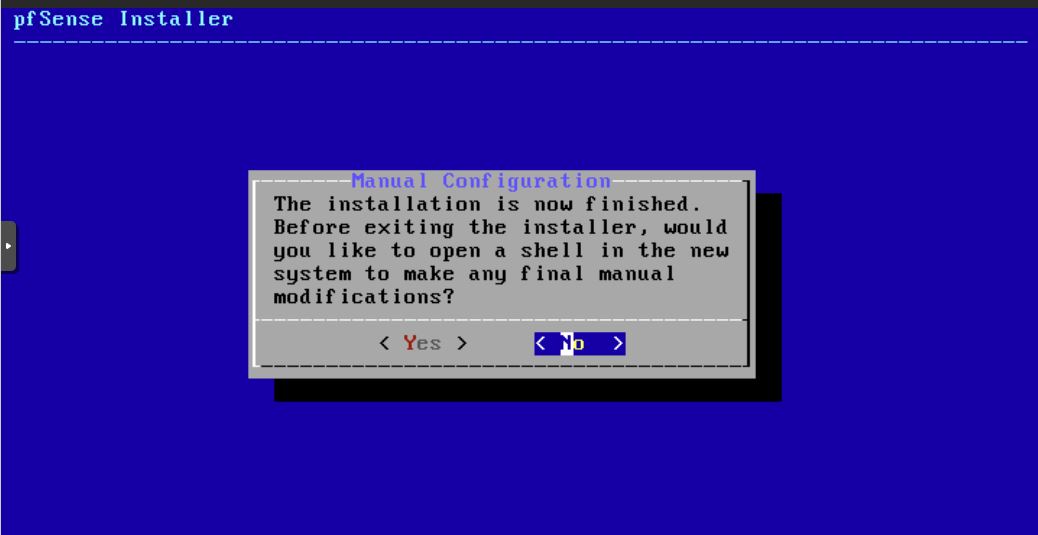 pfSense Installer
Manual Configuration
The installation is now finished.
Before exiting the installer, would
you like to open a shell in the new
system to make any final manual
modifications?
< Yes > < No >